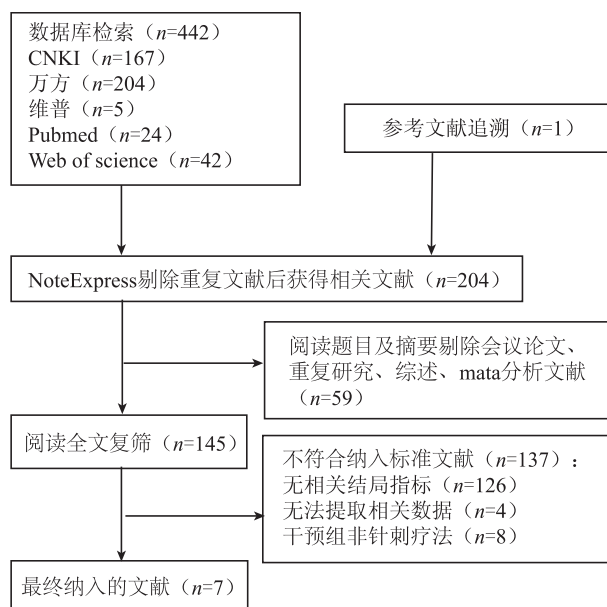 数据库检索（n=442）
CNKI（n=167）
万方（n=204）
维普（n=5）
Pubmed（n=24）
Web of science（n=42）
参考文献追溯（n=1）
NoteExpress剔除重复文献后获得相关文献（n=204）
阅读题目及摘要剔除会议论文、
重复研究、综述、mata分析文献
（n=59）
阅读全文复筛（n=145）
不符合纳入标准文献（n=137）：
无相关结局指标（n=126）
无法提取相关数据（n=4）
干预组非针刺疗法（n=8）
最终纳入的文献（n=7）